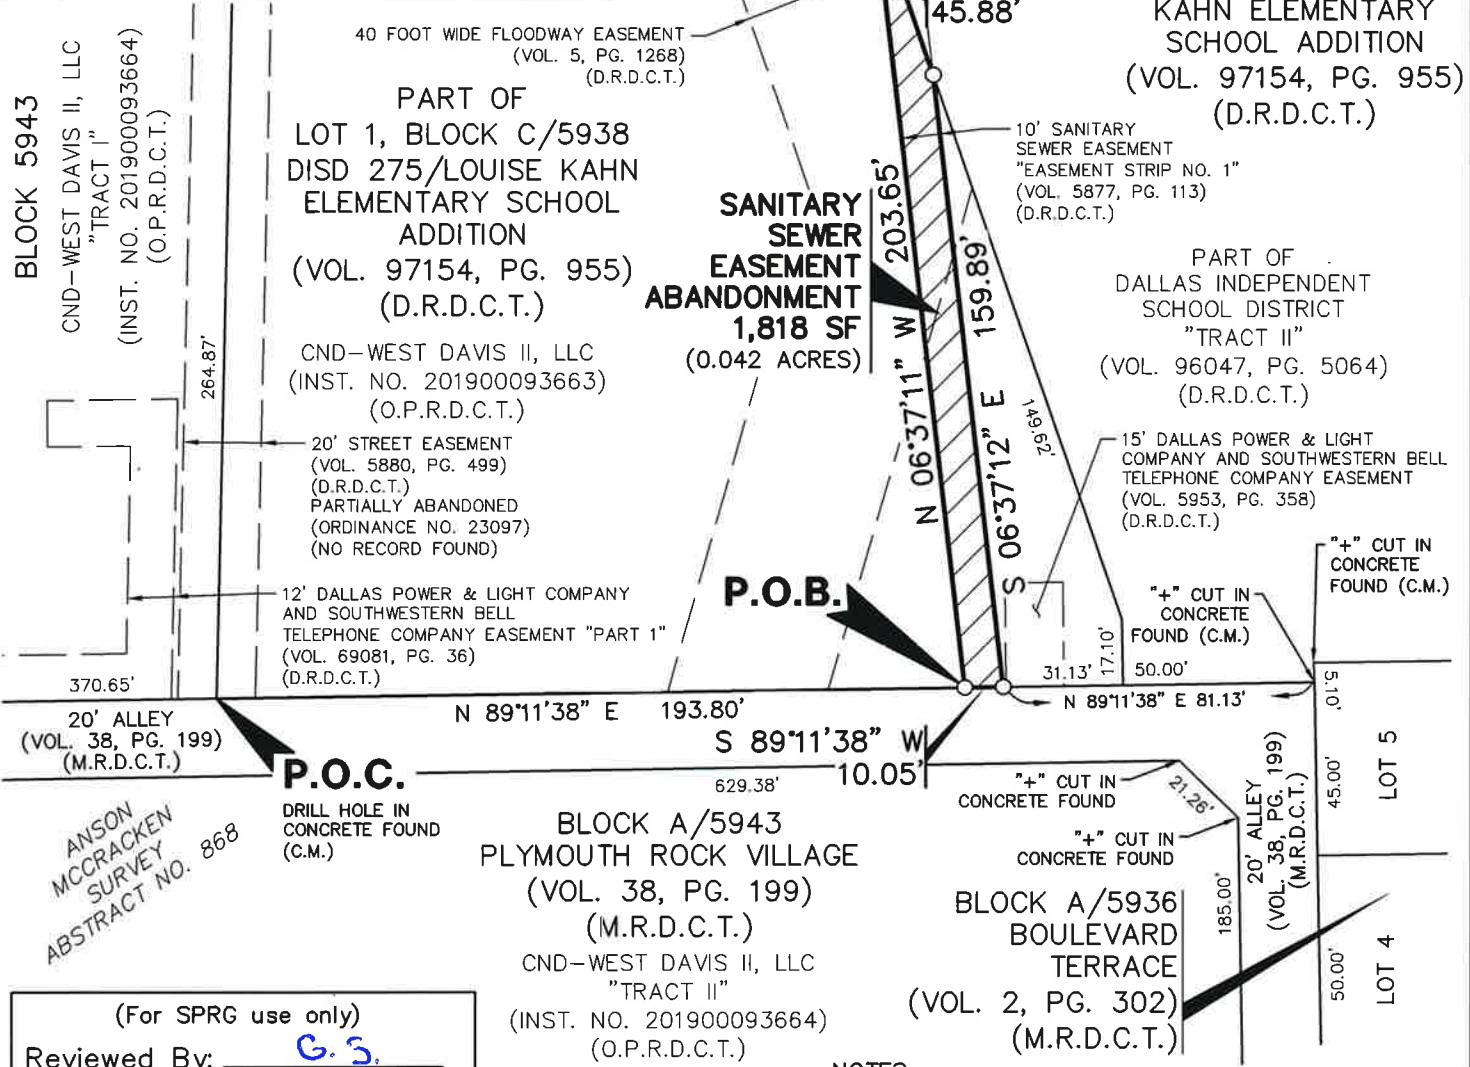 BLOCK 5943
CND-WEST DAVIS II, LLC
"TRACT I"
(INST. NO. 201900093664)
(O.P.R.D.C.T.)
40 FOOT WIDE FLOODWAY EASEMENT
(VOL. 5, PG. 1268)
(D.R.D.C.T.)
45.88'
KAHN ELEMENTARY
SCHOOL ADDITION
(VOL. 97154, PG. 955)
(D.R.D.C.T.)
PART OF
LOT 1, BLOCK C/5938
DISD 275/LOUISE KAHN
ELEMENTARY SCHOOL
ADDITION
(VOL. 97154, PG. 955)
(D.R.D.C.T.)
CND-WEST DAVIS II, LLC
(INST. NO. 201900093663)
(O.P.R.D.C.T.)
10' SANITARY
SEWER EASEMENT
"EASEMENT STRIP NO. 1"
(VOL. 5877, PG. 113)
(D.R.D.C.T.)
SANITARY
SEWER
EASEMENT
ABANDONMENT
1,818 SF
(0.042 ACRES)
N 06°37'11" W 203.65'
S 06°37'12" E 159.89'
149.62'
PART OF
DALLAS INDEPENDENT
SCHOOL DISTRICT
"TRACT II"
(VOL. 96047, PG. 5064)
(D.R.D.C.T.)
264.87'
20' STREET EASEMENT
(VOL. 5880, PG. 499)
(D.R.D.C.T.)
PARTIALLY ABANDONED
(ORDINANCE NO. 23097)
(NO RECORD FOUND)
15' DALLAS POWER & LIGHT
COMPANY AND SOUTHWESTERN BELL
TELEPHONE COMPANY EASEMENT
(VOL. 5953, PG. 358)
(D.R.D.C.T.)
12' DALLAS POWER & LIGHT COMPANY
AND SOUTHWESTERN BELL
TELEPHONE COMPANY EASEMENT "PART 1"
(VOL. 69081, PG. 36)
(D.R.D.C.T.)
P.O.B.
"+" CUT IN
CONCRETE
FOUND (C.M.)
"+" CUT IN
CONCRETE
FOUND (C.M.)
370.65'
31.13'
17.10'
50.00'
5.10'
20' ALLEY
(VOL. 38, PG. 199)
(M.R.D.C.T.)
N 89°11'38" E 193.80'
N 89°11'38" E 81.13'
S 89°11'38" W
10.05'
P.O.C.
DRILL HOLE IN
CONCRETE FOUND
(C.M.)
629.38'
"+" CUT IN
CONCRETE FOUND
21.26'
"+" CUT IN
CONCRETE FOUND
20' ALLEY
(VOL. 38, PG. 199)
(M.R.D.C.T.)
45.00'
LOT 5
ANSON
MCCRACKEN
SURVEY
ABSTRACT NO. 868
BLOCK A/5943
PLYMOUTH ROCK VILLAGE
(VOL. 38, PG. 199)
(M.R.D.C.T.)
CND-WEST DAVIS II, LLC
"TRACT II"
(INST. NO. 201900093664)
(O.P.R.D.C.T.)
BLOCK A/5936
BOULEVARD
TERRACE
(VOL. 2, PG. 302)
(M.R.D.C.T.)
185.00'
50.00'
LOT 4
(For SPRG use only)
Reviewed By: G. S.
NOTES